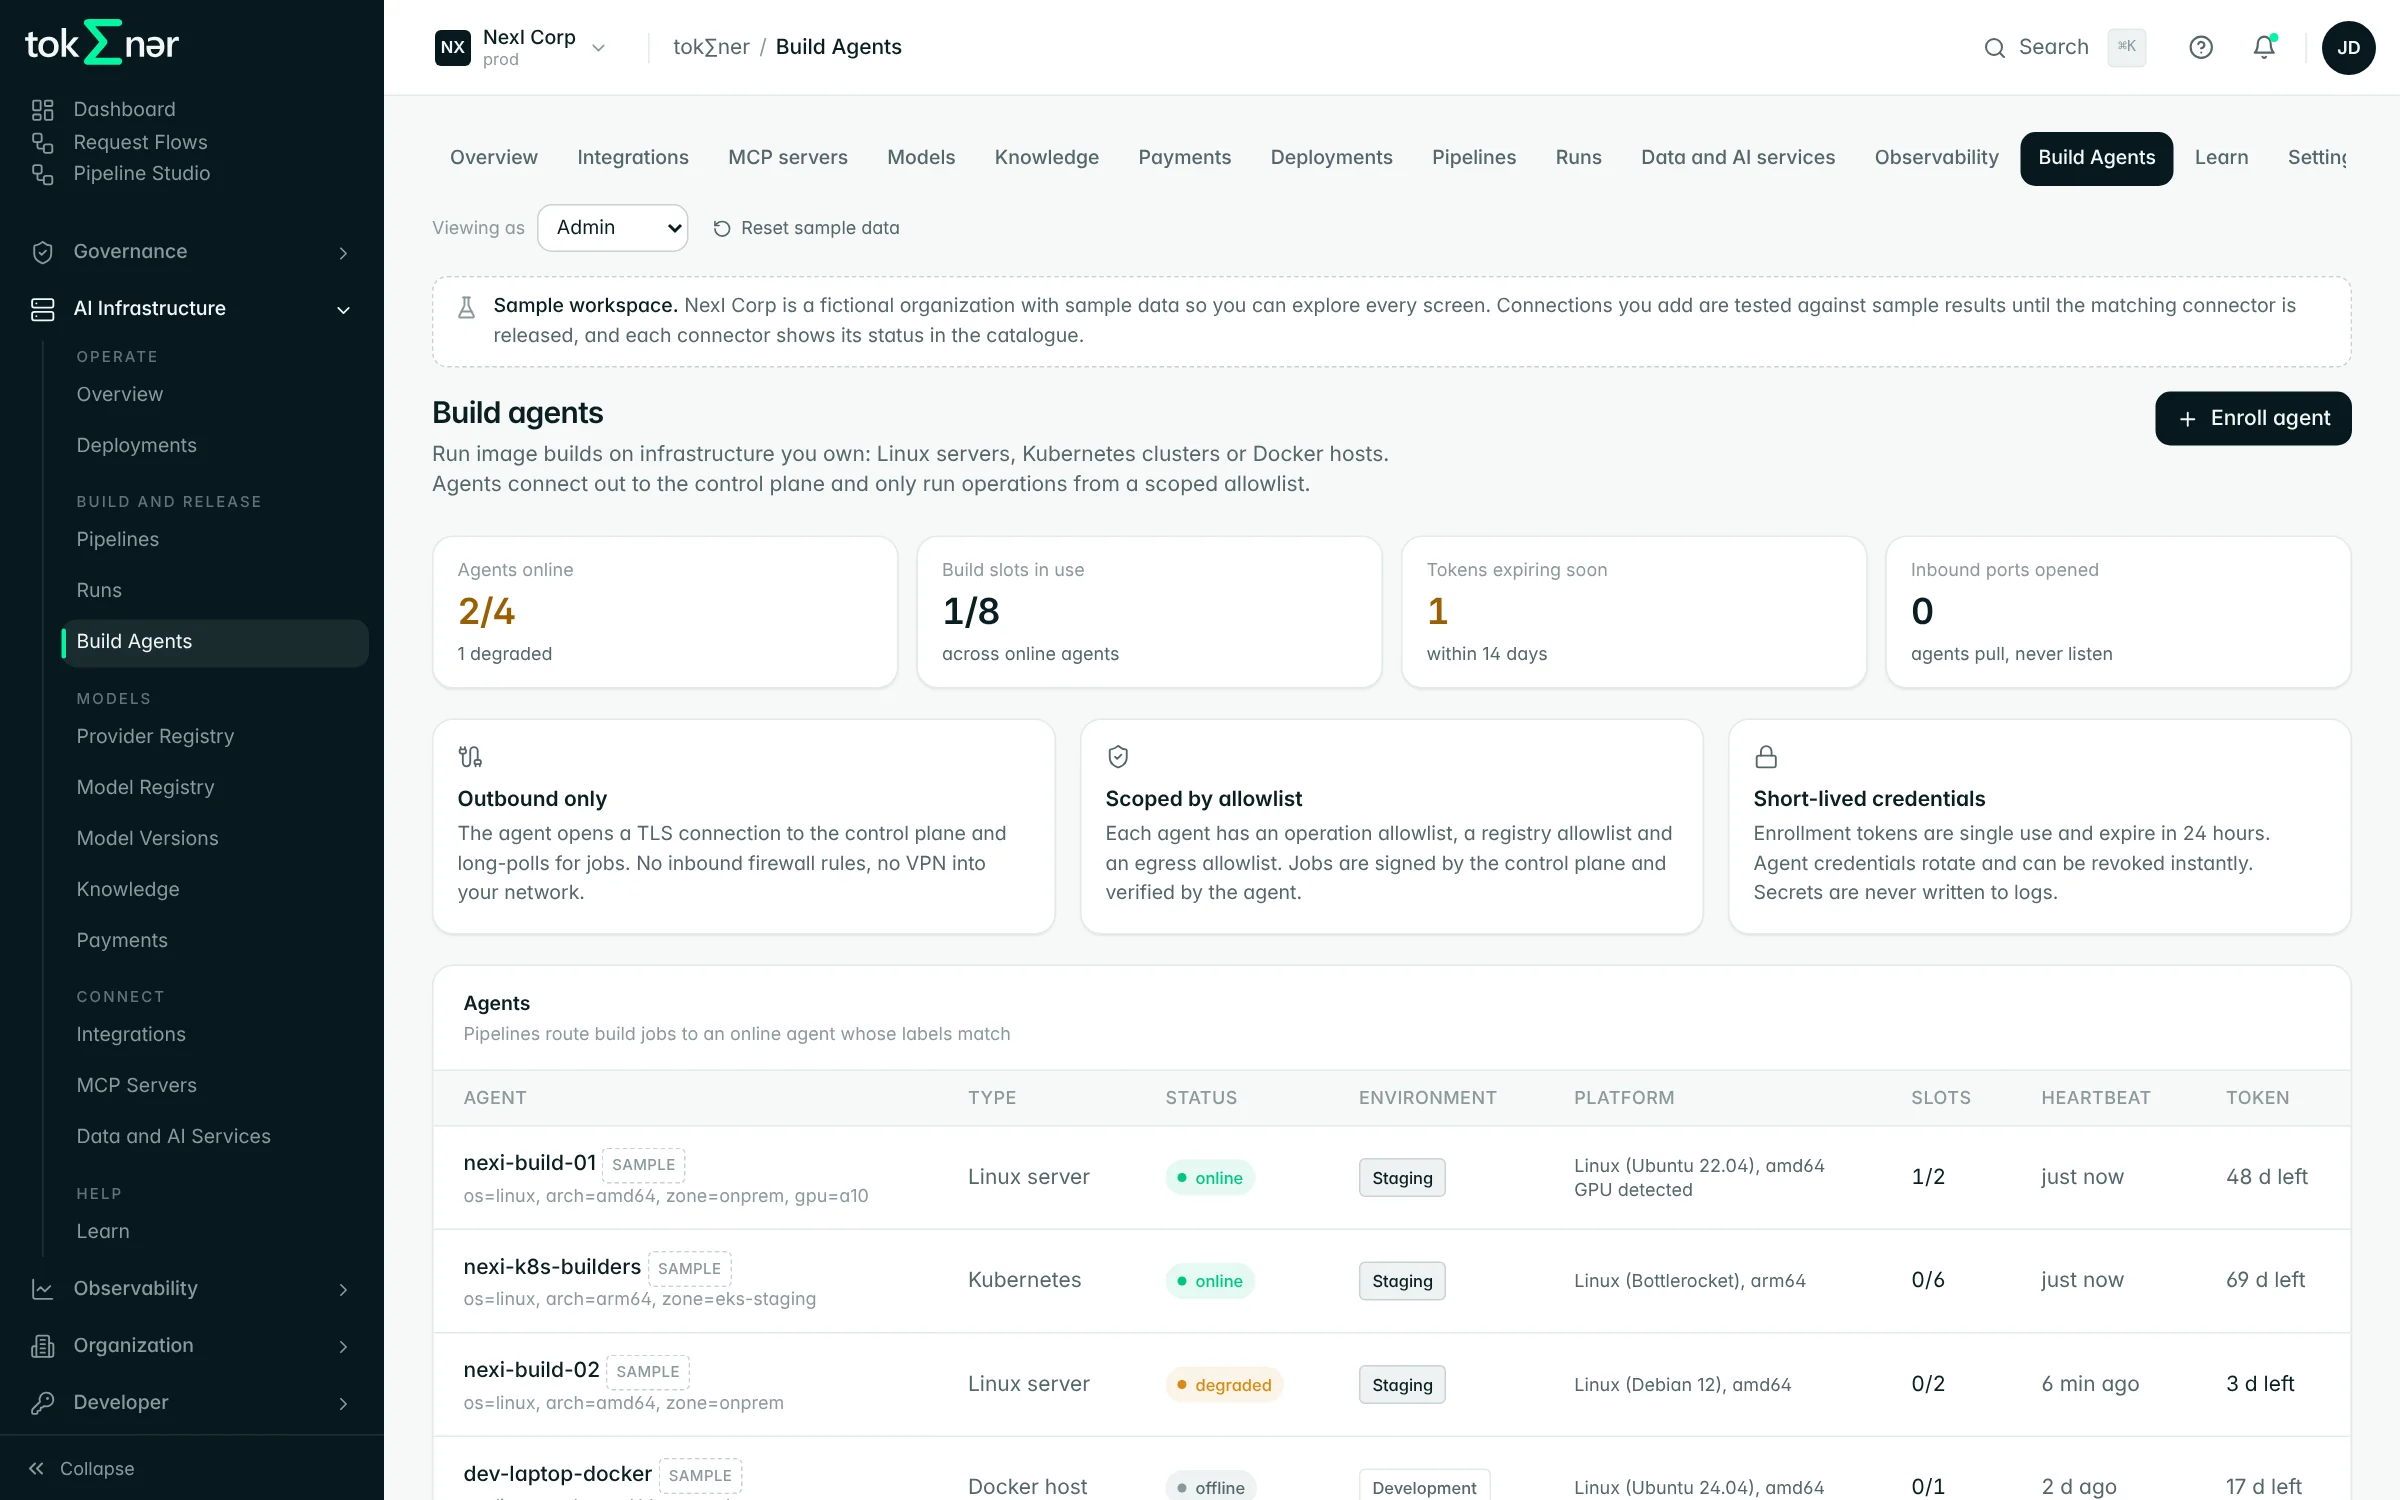 tok∑nər
Dashboard
Request Flows
Pipeline Studio
Governance
AI Infrastructure
OPERATE
Overview
Deployments
BUILD AND RELEASE
Pipelines
Runs
Build Agents
MODELS
Provider Registry
Model Registry
Model Versions
Knowledge
Payments
CONNECT
Integrations
MCP Servers
Data and AI Services
HELP
Learn
Observability
Organization
Developer
Collapse
NX
Nexl Corp
prod
tok∑ner / Build Agents
Search ⌘K
JD
Overview Integrations MCP servers Models Knowledge Payments Deployments Pipelines Runs Data and AI services Observability Build Agents Learn Setting
Viewing as Admin Reset sample data
Sample workspace. Nexl Corp is a fictional organization with sample data so you can explore every screen. Connections you add are tested against sample results until the matching connector is
released, and each connector shows its status in the catalogue.
Build agents
Run image builds on infrastructure you own: Linux servers, Kubernetes clusters or Docker hosts.
Agents connect out to the control plane and only run operations from a scoped allowlist.
+ Enroll agent
Agents online
2/4
1 degraded
Build slots in use
1/8
across online agents
Tokens expiring soon
1
within 14 days
Inbound ports opened
0
agents pull, never listen
Outbound only
The agent opens a TLS connection to the control plane and
long-polls for jobs. No inbound firewall rules, no VPN into
your network.
Scoped by allowlist
Each agent has an operation allowlist, a registry allowlist and
an egress allowlist. Jobs are signed by the control plane and
verified by the agent.
Short-lived credentials
Enrollment tokens are single use and expire in 24 hours.
Agent credentials rotate and can be revoked instantly.
Secrets are never written to logs.
Agents
Pipelines route build jobs to an online agent whose labels match
AGENT TYPE STATUS ENVIRONMENT PLATFORM SLOTS HEARTBEAT TOKEN
nexi-build-01 SAMPLE
os=linux, arch=amd64, zone=onprem, gpu=a10
Linux server online Staging
Linux (Ubuntu 22.04), amd64
GPU detected
1/2 just now 48 d left
nexi-k8s-builders SAMPLE
os=linux, arch=arm64, zone=eks-staging
Kubernetes online Staging Linux (Bottlerocket), arm64 0/6 just now 69 d left
nexi-build-02 SAMPLE
os=linux, arch=amd64, zone=onprem
Linux server degraded Staging Linux (Debian 12), amd64 0/2 6 min ago 3 d left
dev-laptop-docker SAMPLE
Docker host offline Development Linux (Ubuntu 24.04), amd64 0/1 2 d ago 17 d left